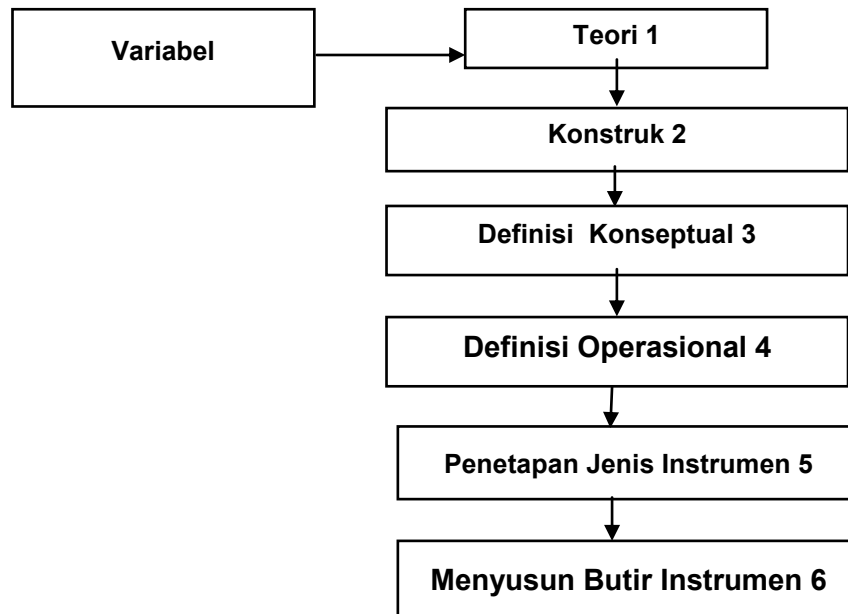 Variabel
Teori 1
Konstruk 2
Definisi Konseptual 3
Definisi Operasional 4
Penetapan Jenis Instrumen 5
Menyusun Butir Instrumen 6